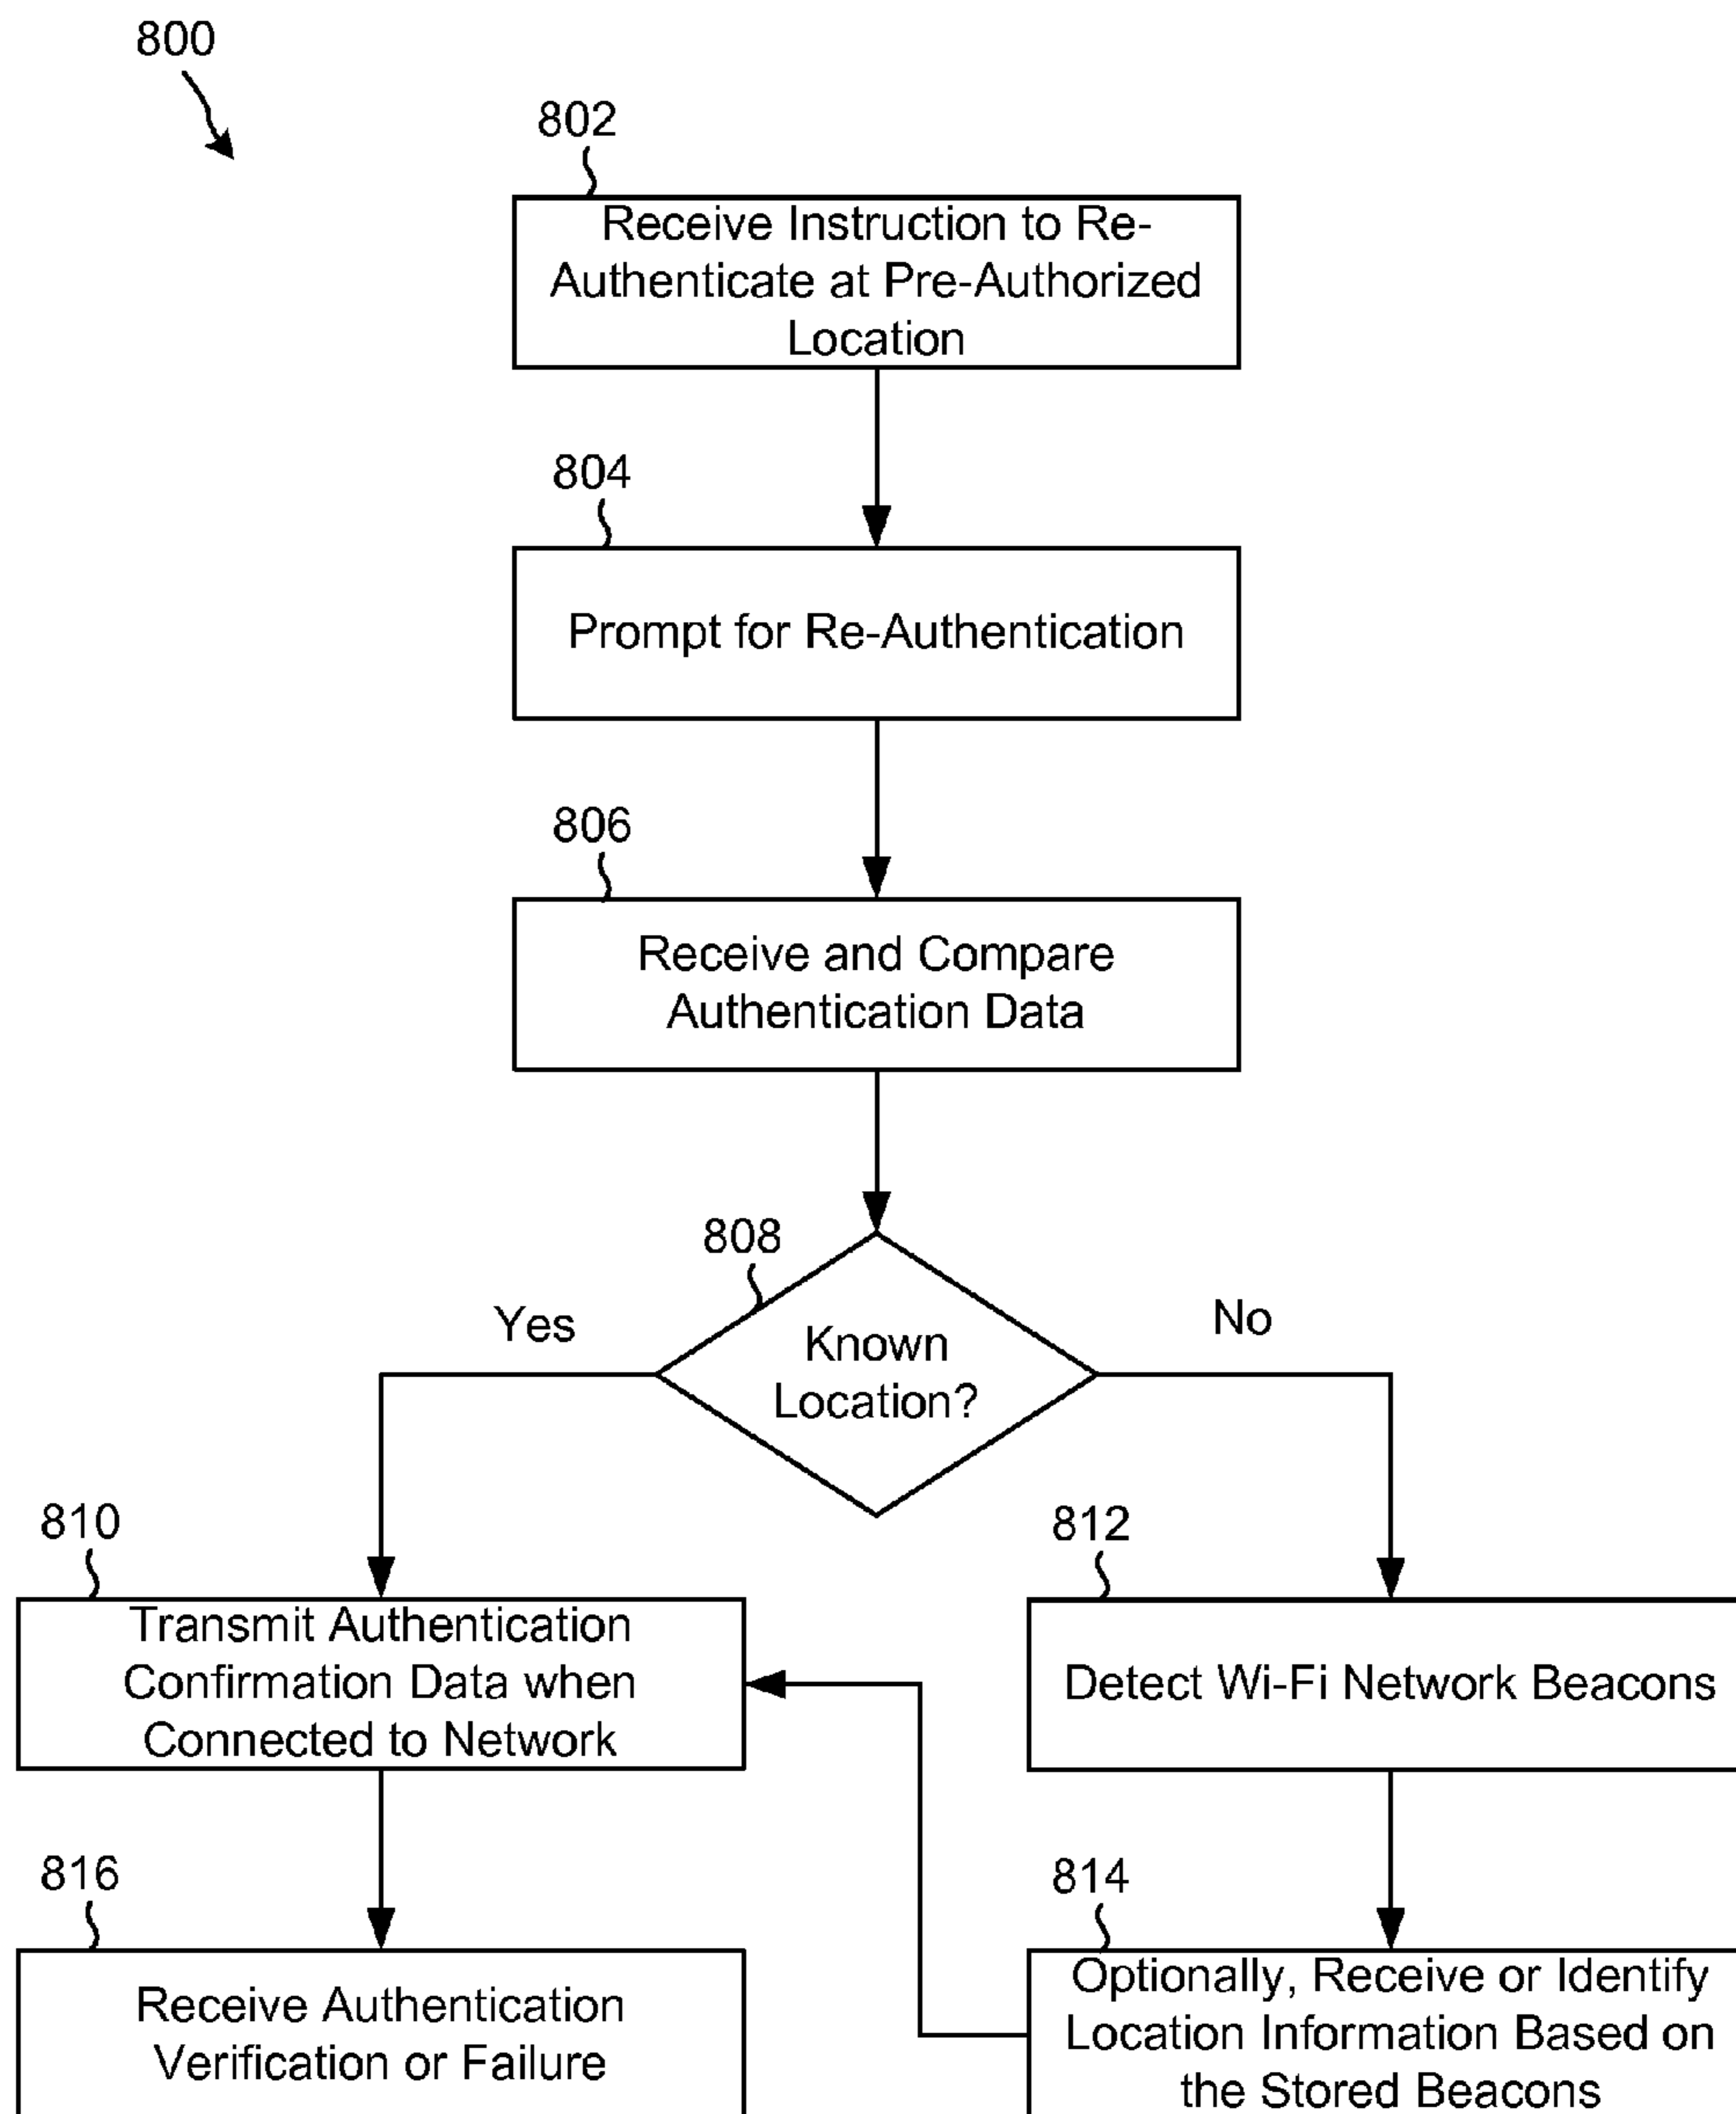 800
802
Receive Instruction to Re-
Authenticate at Pre-Authorized
Location
804
Prompt for Re-Authentication
806
Receive and Compare
Authentication Data
808
Known
Location?
Yes
No
810
Transmit Authentication
Confirmation Data when
Connected to Network
812
Detect Wi-Fi Network Beacons
816
Receive Authentication
Verification or Failure
814
Optionally, Receive or Identify
Location Information Based on
the Stored Beacons